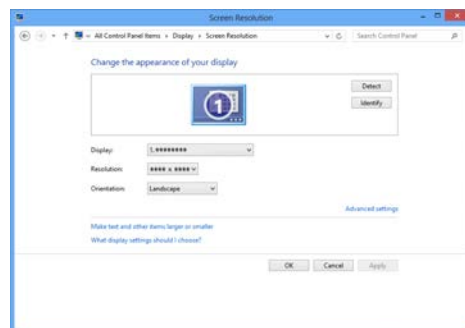 Screen Resolution
All Control Panel Items ▸ Display ▸ Screen Resolution
Search Control Panel
Change the appearance of your display
1
Detect
Identify
Display: 1.********
Resolution: **** x ****
Orientation: Landscape
Advanced settings
Make text and other items larger or smaller
What display settings should I choose?
OK Cancel Apply